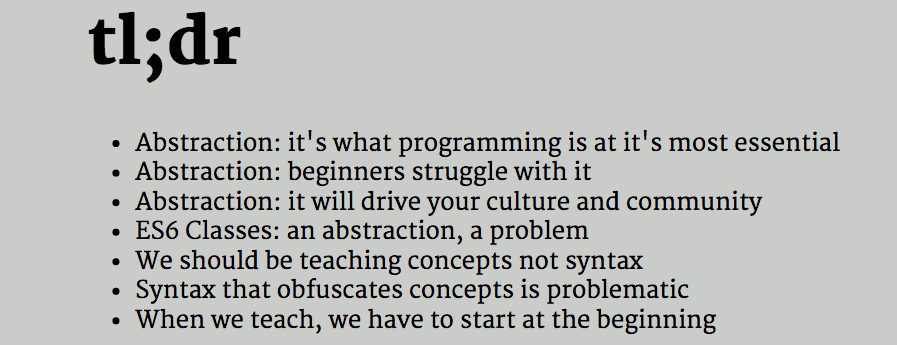 tl;dr
• Abstraction: it's what programming is at it's most essential
• Abstraction: beginners struggle with it
• Abstraction: it will drive your culture and community
• ES6 Classes: an abstraction, a problem
• We should be teaching concepts not syntax
• Syntax that obfuscates concepts is problematic
• When we teach, we have to start at the beginning